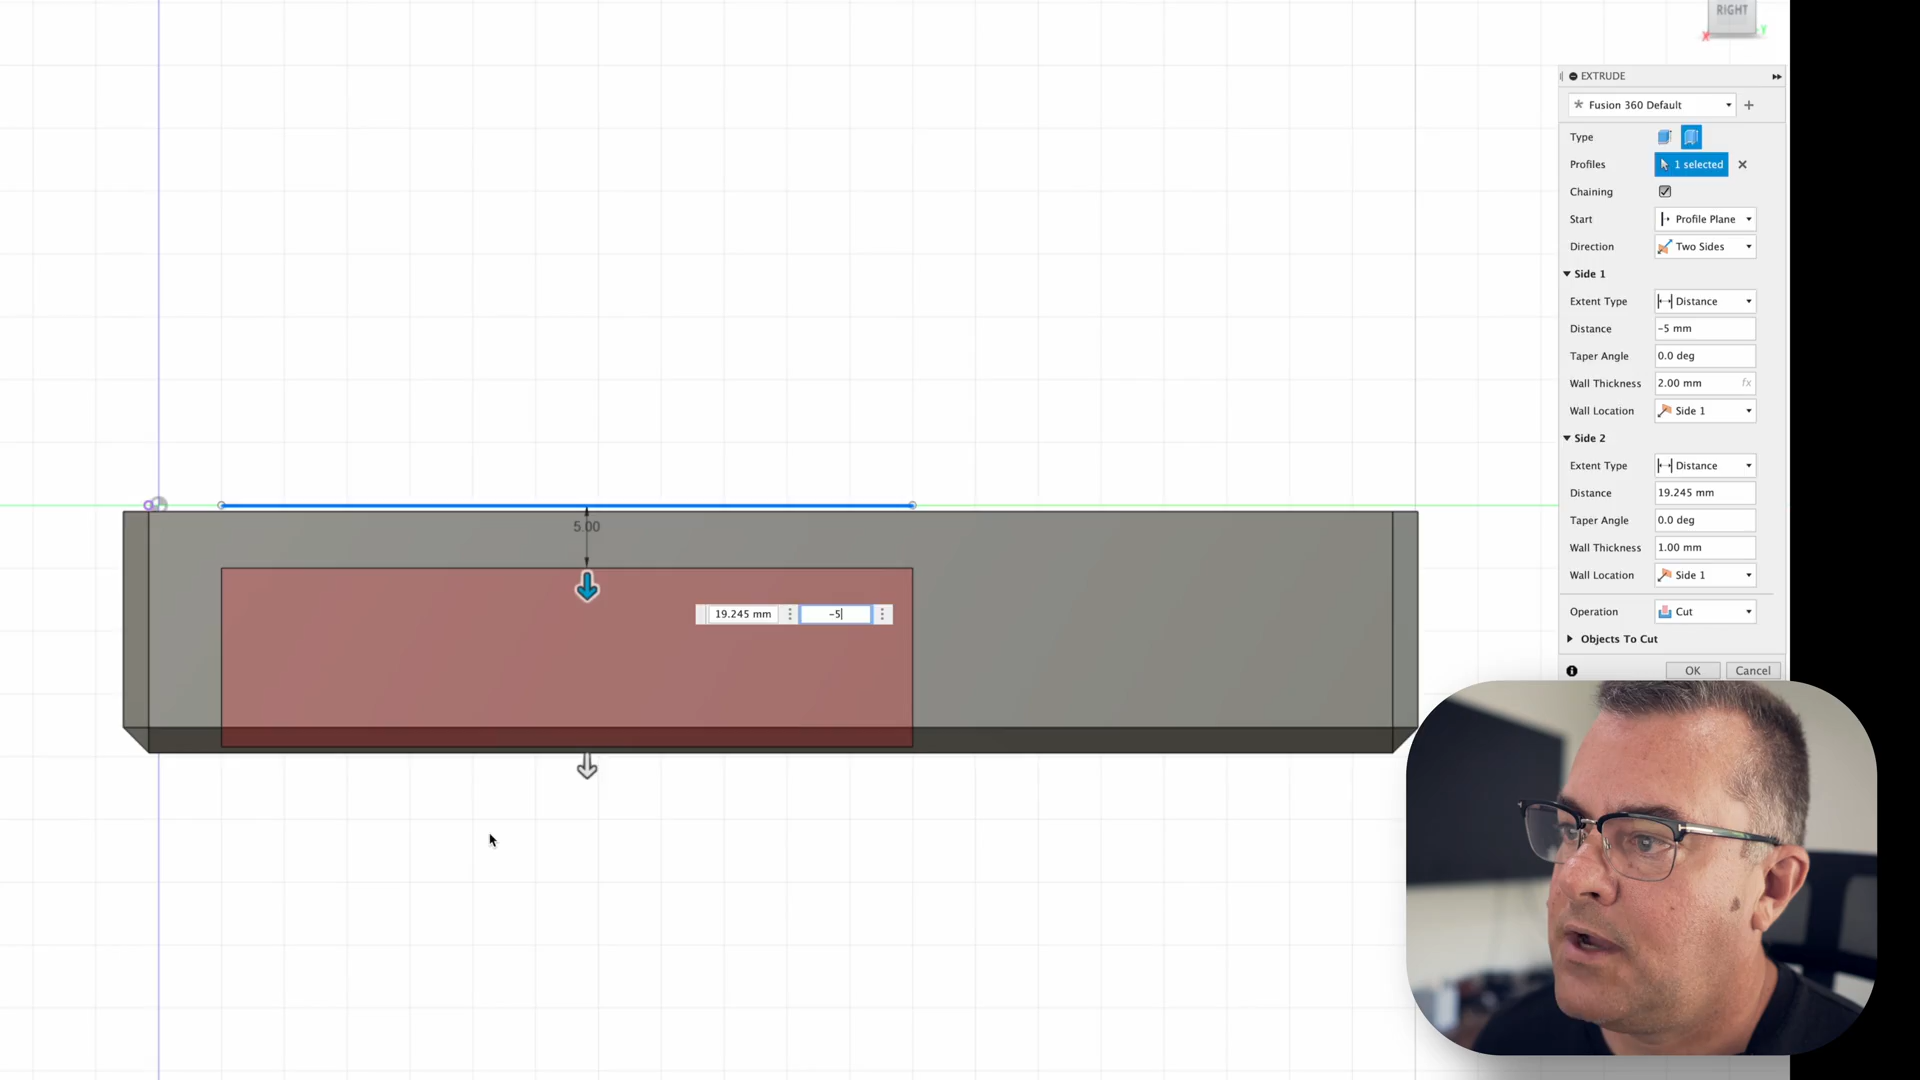 RIGHT
X
Y
EXTRUDE
* Fusion 360 Default
Type
Profiles 1 selected
Chaining
Start Profile Plane
Direction Two Sides
Side 1
Extent Type Distance
Distance -5 mm
Taper Angle 0.0 deg
Wall Thickness 2.00 mm fx
Wall Location Side 1
Side 2
Extent Type Distance
Distance 19.245 mm
Taper Angle 0.0 deg
Wall Thickness 1.00 mm
Wall Location Side 1
Operation Cut
Objects To Cut
OK Cancel
5.00
19.245 mm -5